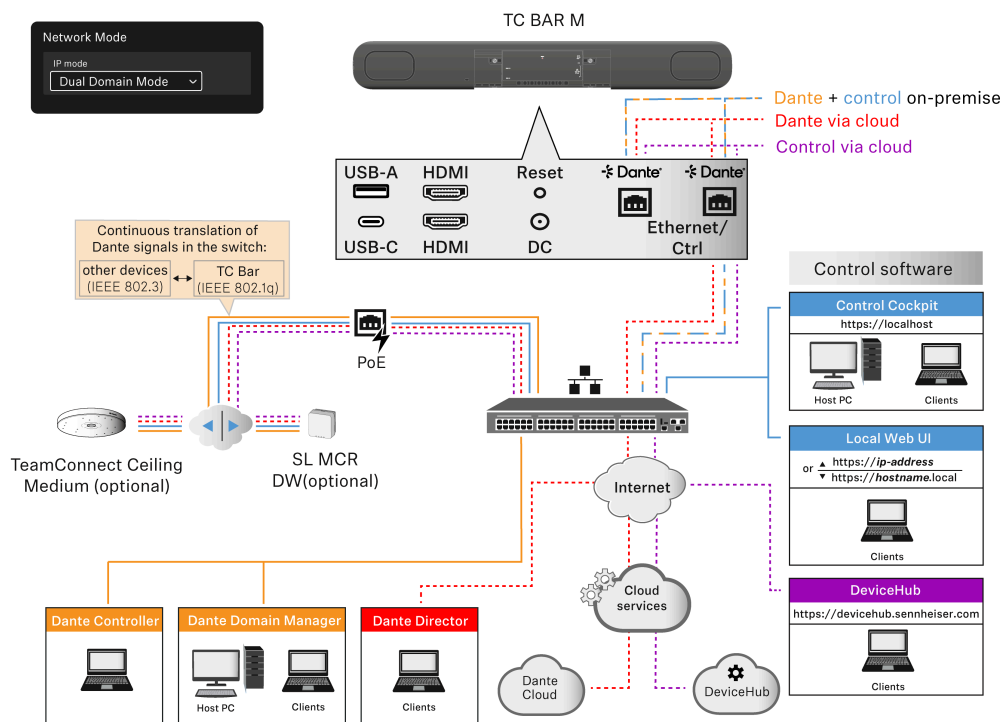 TC BAR M
Network Mode
IP mode
Dual Domain Mode
Dante + control on-premise
Dante via cloud
Control via cloud
USB-A HDMI Reset Dante Dante
Ethernet/
Ctrl
USB-C HDMI DC
Continuous translation of
Dante signals in the switch:
other devices
(IEEE 802.3)
TC Bar
(IEEE 802.1q)
PoE
TeamConnect Ceiling
Medium (optional)
SL MCR
DW(optional)
Control software
Control Cockpit
https://localhost
Host PC Clients
Local Web UI
or https://ip-address
https://hostname.local
Clients
DeviceHub
https://devicehub.sennheiser.com
Clients
Internet
Cloud
services
Dante
Cloud
DeviceHub
Dante Controller
Dante Domain Manager
Host PC Clients
Dante Director
Clients